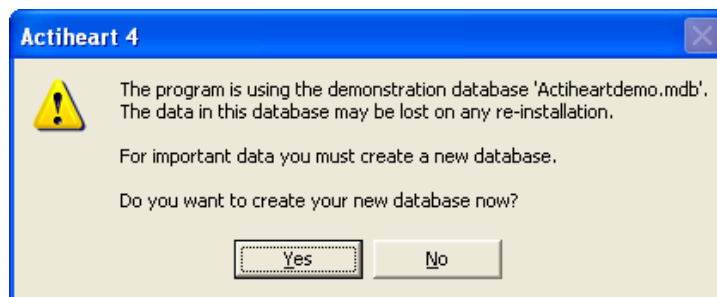 Actiheart 4
The program is using the demonstration database 'Actiheartdemo.mdb'.
The data in this database may be lost on any re-installation.
For important data you must create a new database.
Do you want to create your new database now?
Yes
No